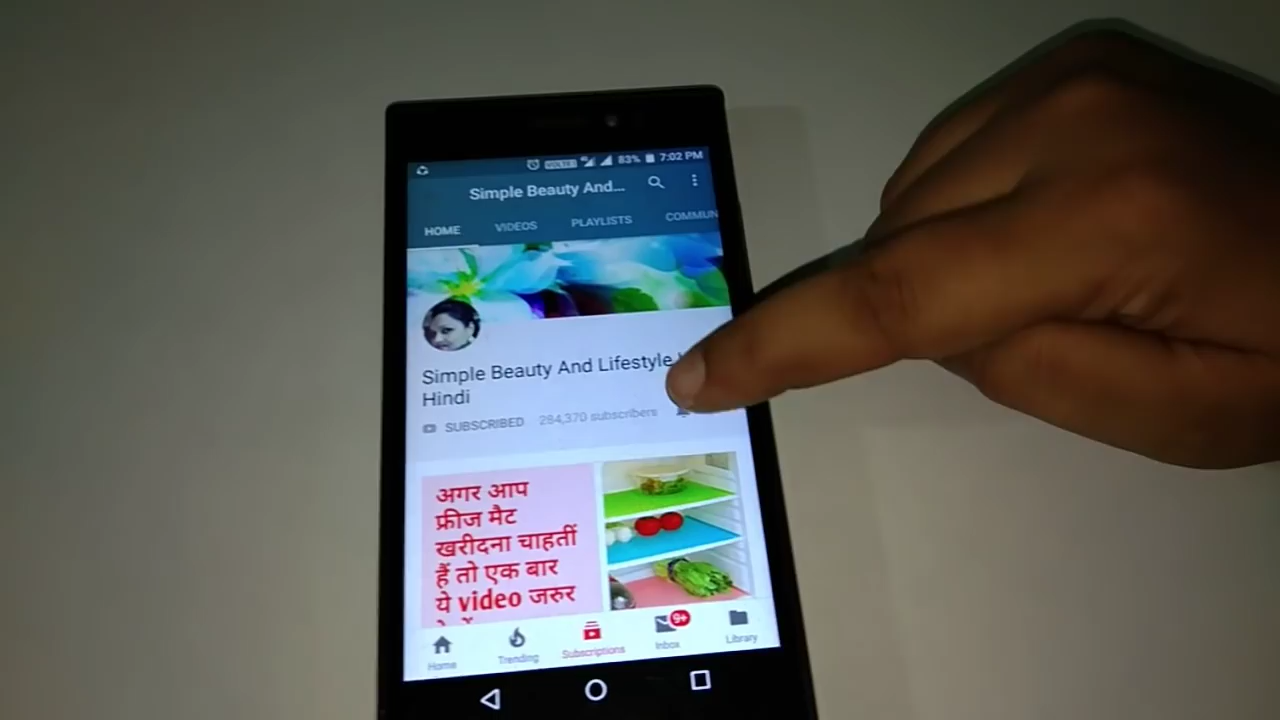 VOLTE 83% 7:02 PM
Simple Beauty And...
HOME VIDEOS PLAYLISTS COMMUN
Simple Beauty And Lifestyle
Hindi
SUBSCRIBED 284,370 subscribers
अगर आप
फ्रीज मैट
खरीदना चाहतीं
हैं तो एक बार
ये video जरुर
9+
Home Trending Subscriptions Inbox Library